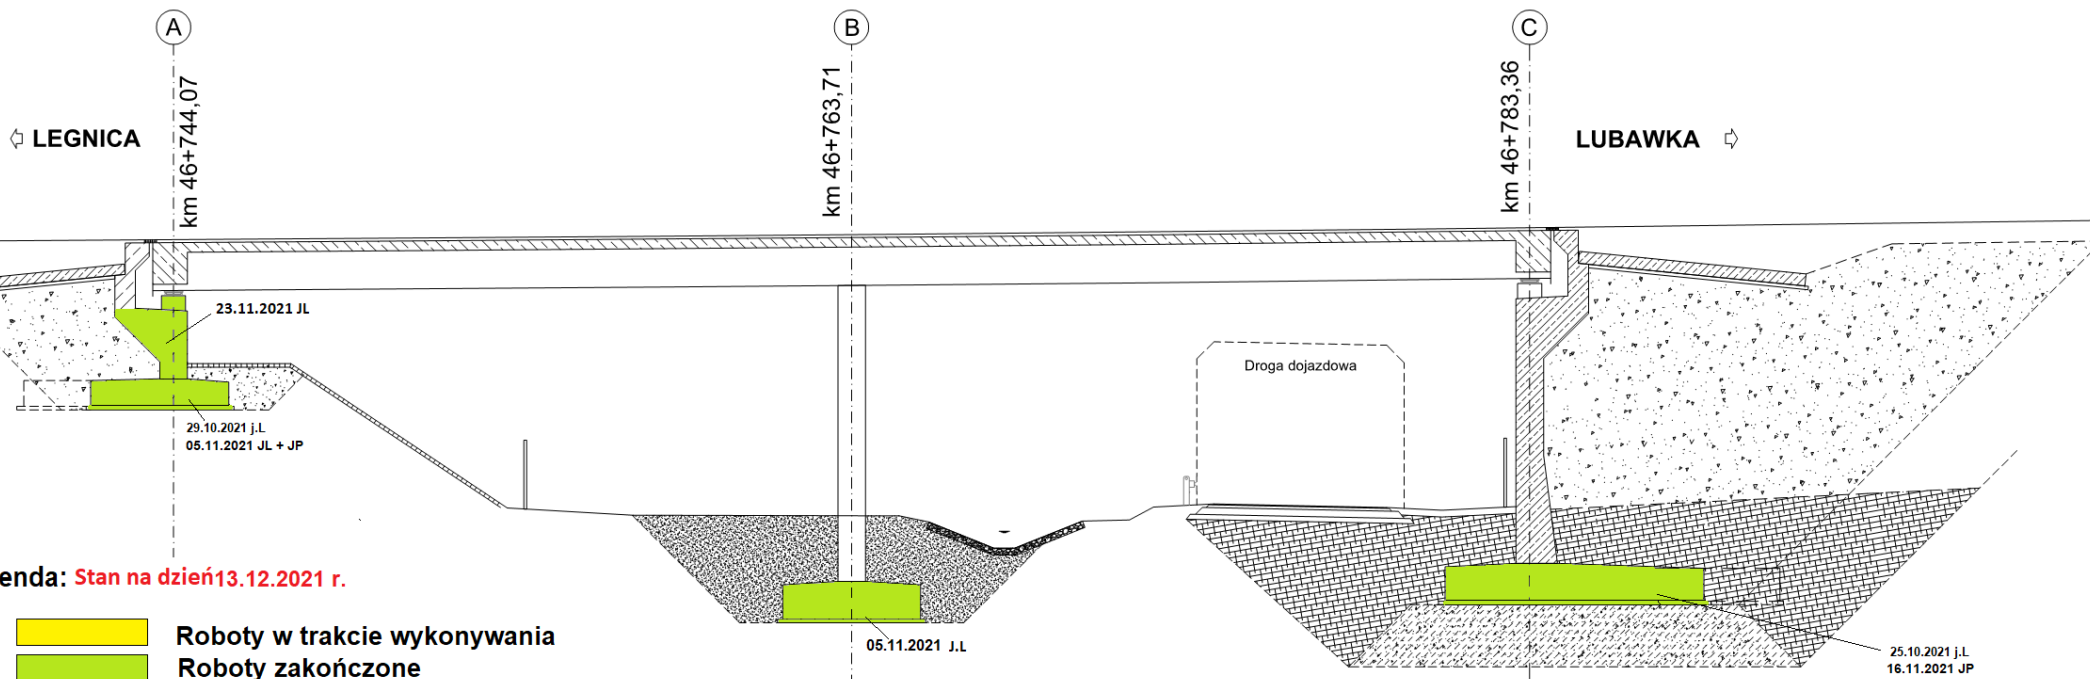 A
B
C
km 46+744,07
km 46+763,71
km 46+783,36
LEGNICA
LUBAWKA
23.11.2021 JL
Droga dojazdowa
29.10.2021 j.L
05.11.2021 JL + JP
enda: Stan na dzień13.12.2021 r.
Roboty w trakcie wykonywania
05.11.2021 J.L
25.10.2021 j.L
16.11.2021 JP
Roboty zakończone